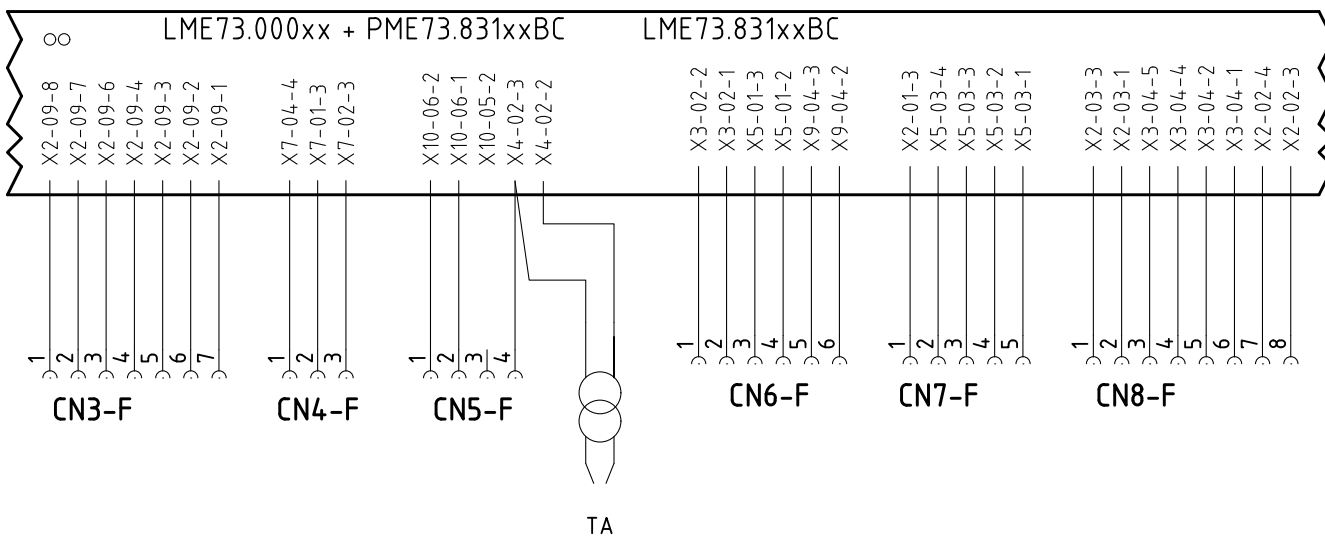 LME73.000xx + PME73.831xxBC
LME73.831xxBC
X2-09-8
X2-09-7
X2-09-6
X2-09-4
X2-09-3
X2-09-2
X2-09-1
X7-04-4
X7-01-3
X7-02-3
X10-06-2
X10-06-1
X10-05-2
X4-02-3
X4-02-2
X3-02-2
X3-02-1
X5-01-3
X5-01-2
X9-04-3
X9-04-2
X2-01-3
X5-03-4
X5-03-3
X5-03-2
X5-03-1
X2-03-3
X2-03-1
X3-04-5
X3-04-4
X3-04-2
X3-04-1
X2-02-4
X2-02-3
1 2 3 4 5 6 7
1 2 3
1 2 3 4
1 2 3 4 5 6
1 2 3 4 5
1 2 3 4 5 6 7 8
CN3-F
CN4-F
CN5-F
CN6-F
CN7-F
CN8-F
TA